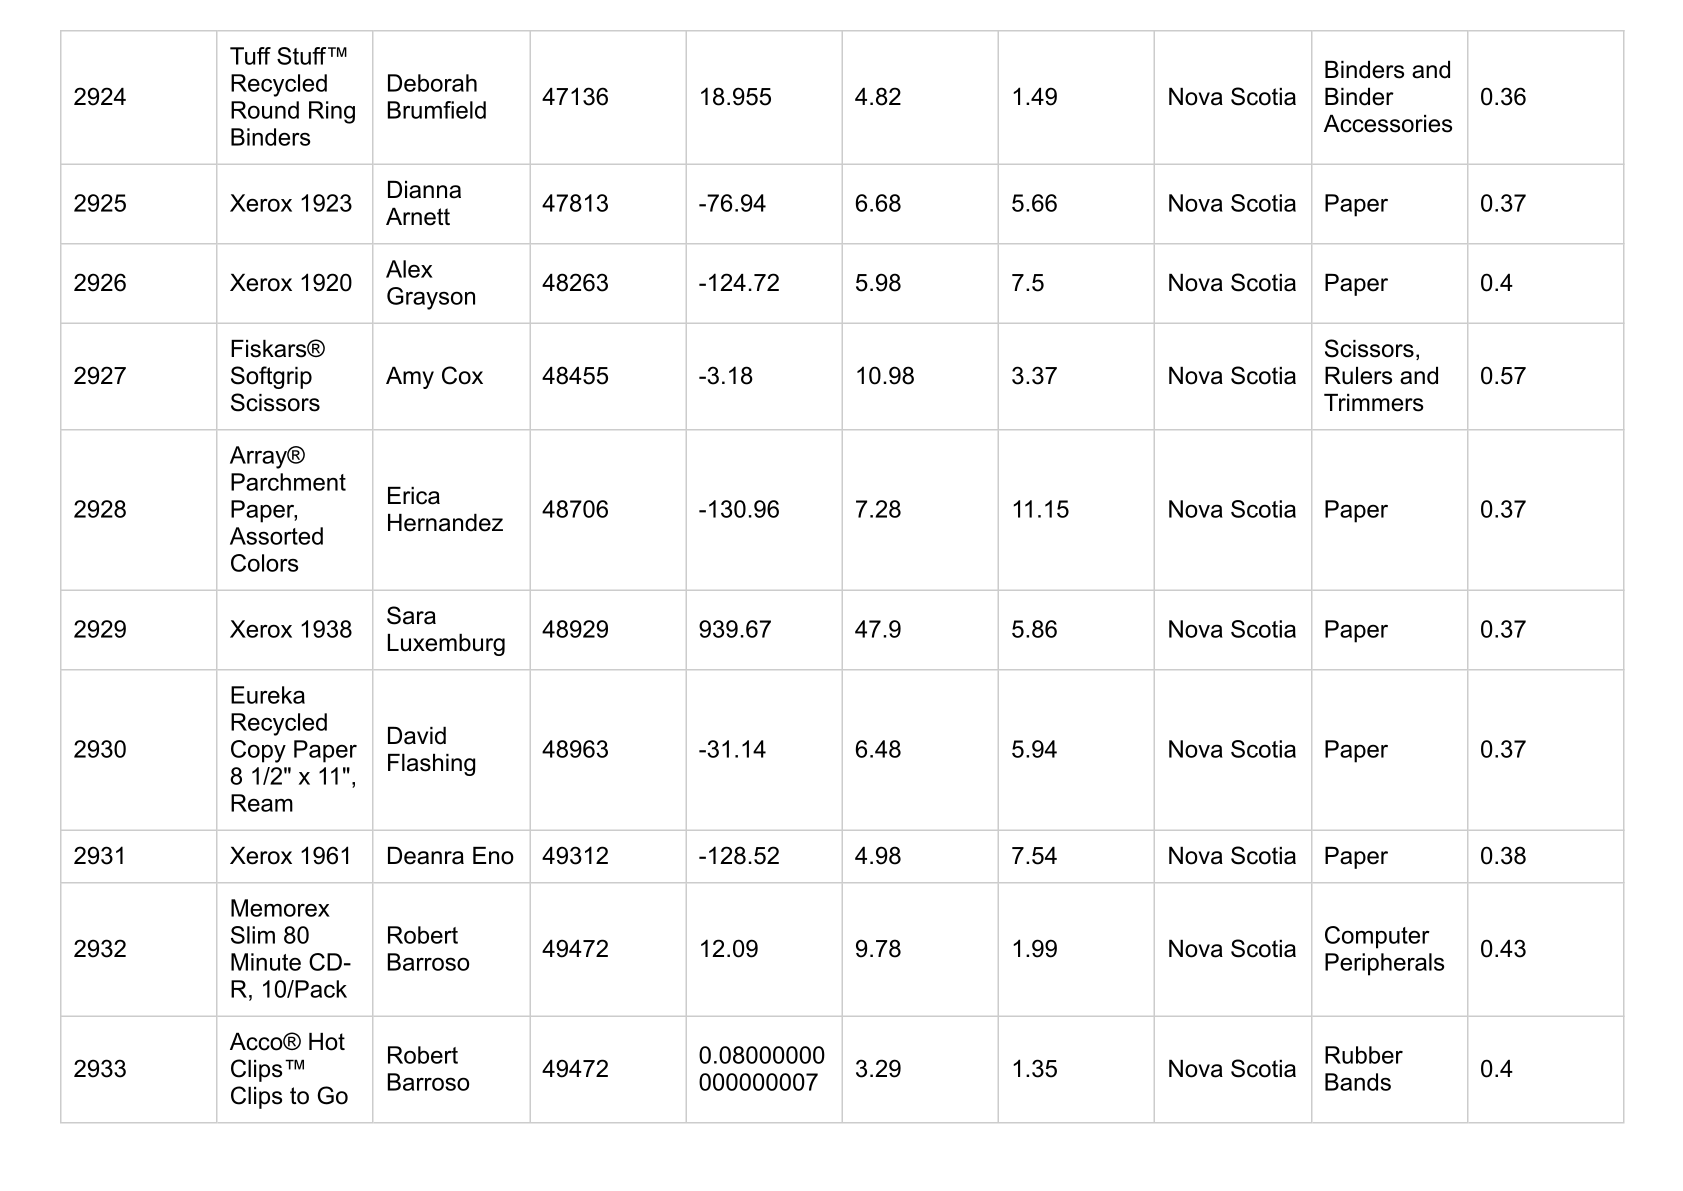 2924
Tuff Stuff™
Recycled
Round Ring
Binders
Deborah
Brumfield
47136
18.955
4.82
1.49
Nova Scotia
Binders and
Binder
Accessories
0.36
2925
Xerox 1923
Dianna
Arnett
47813
-76.94
6.68
5.66
Nova Scotia
Paper
0.37
2926
Xerox 1920
Alex
Grayson
48263
-124.72
5.98
7.5
Nova Scotia
Paper
0.4
2927
Fiskars®
Softgrip
Scissors
Amy Cox
48455
-3.18
10.98
3.37
Nova Scotia
Scissors,
Rulers and
Trimmers
0.57
2928
Array®
Parchment
Paper,
Assorted
Colors
Erica
Hernandez
48706
-130.96
7.28
11.15
Nova Scotia
Paper
0.37
2929
Xerox 1938
Sara
Luxemburg
48929
939.67
47.9
5.86
Nova Scotia
Paper
0.37
2930
Eureka
Recycled
Copy Paper
8 1/2" x 11",
Ream
David
Flashing
48963
-31.14
6.48
5.94
Nova Scotia
Paper
0.37
2931
Xerox 1961
Deanra Eno
49312
-128.52
4.98
7.54
Nova Scotia
Paper
0.38
2932
Memorex
Slim 80
Minute CD-
R, 10/Pack
Robert
Barroso
49472
12.09
9.78
1.99
Nova Scotia
Computer
Peripherals
0.43
2933
Acco® Hot
Clips™
Clips to Go
Robert
Barroso
49472
0.08000000
000000007
3.29
1.35
Nova Scotia
Rubber
Bands
0.4